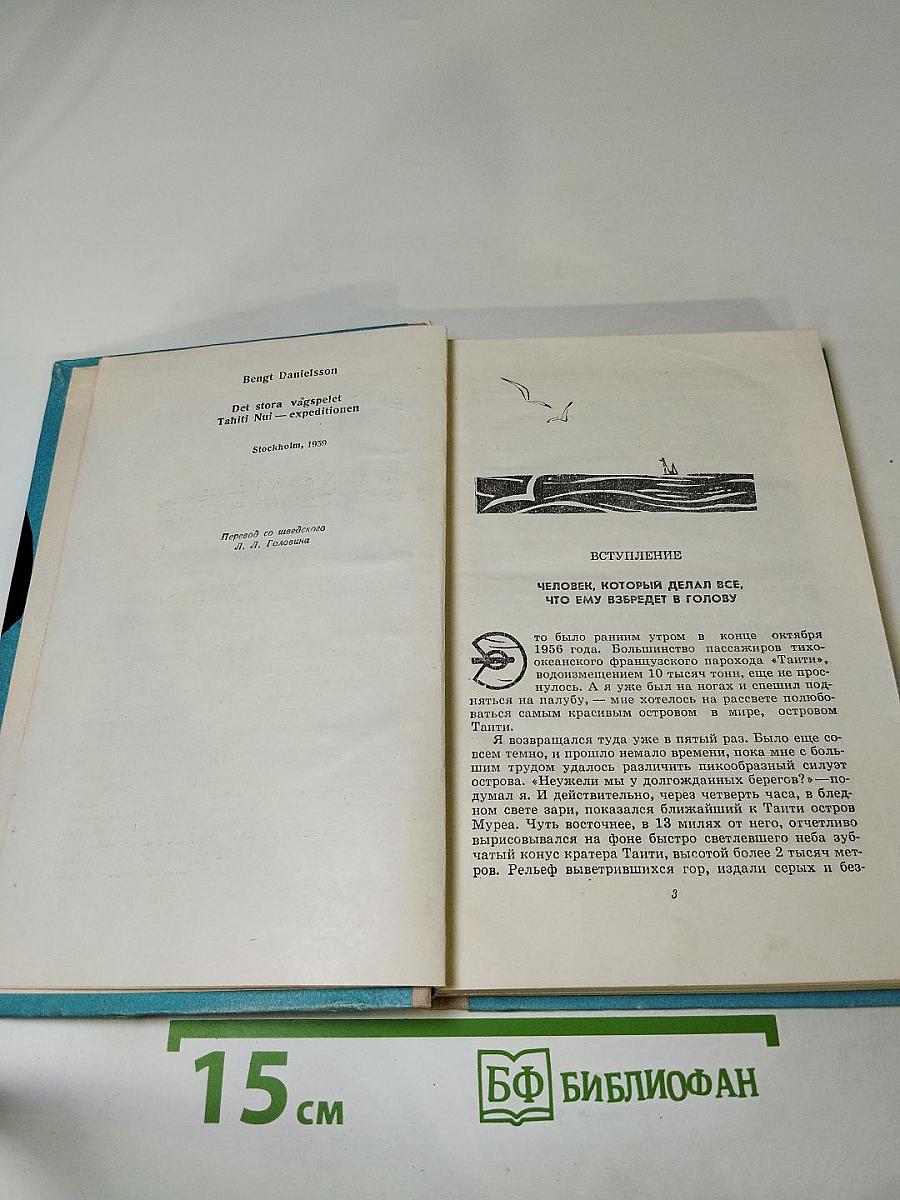 Bengt Danielsson
Det stora vågspelet
Tahiti Nui — expeditionen
Stockholm, 1959
Перевод со шведского
Л. Л. Головина
ВСТУПЛЕНИЕ
ЧЕЛОВЕК, КОТОРЫЙ ДЕЛАЛ ВСЕ,
ЧТО ЕМУ ВЗБРЕДЕТ В ГОЛОВУ
Это было ранним утром в конце октября
1956 года. Большинство пассажиров тихо-
океанского французского парохода «Таити»,
водоизмещением 10 тысяч тонн, еще не прос-
нулось. А я уже был на ногах и спешил под-
няться на палубу, — мне хотелось на рассвете полюбо-
ваться самым красивым островом в мире, островом
Таити.
Я возвращался туда уже в пятый раз. Было еще со-
всем темно, и прошло немало времени, пока мне с боль-
шим трудом удалось различить пикообразный силуэт
острова. «Неужели мы у долгожданных берегов?» — по-
думал я. И действительно, через четверть часа, в блед-
ном свете зари, показался ближайший к Таити остров
Муреа. Чуть восточнее, в 13 милях от него, отчетливо
вырисовывался на фоне быстро светлевшего неба зуб-
чатый конус кратера Таити, высотой более 2 тысяч мет-
ров. Рельеф выветрившихся гор, издали серых и без-
3
15 см
БФ БИБЛИОФАН